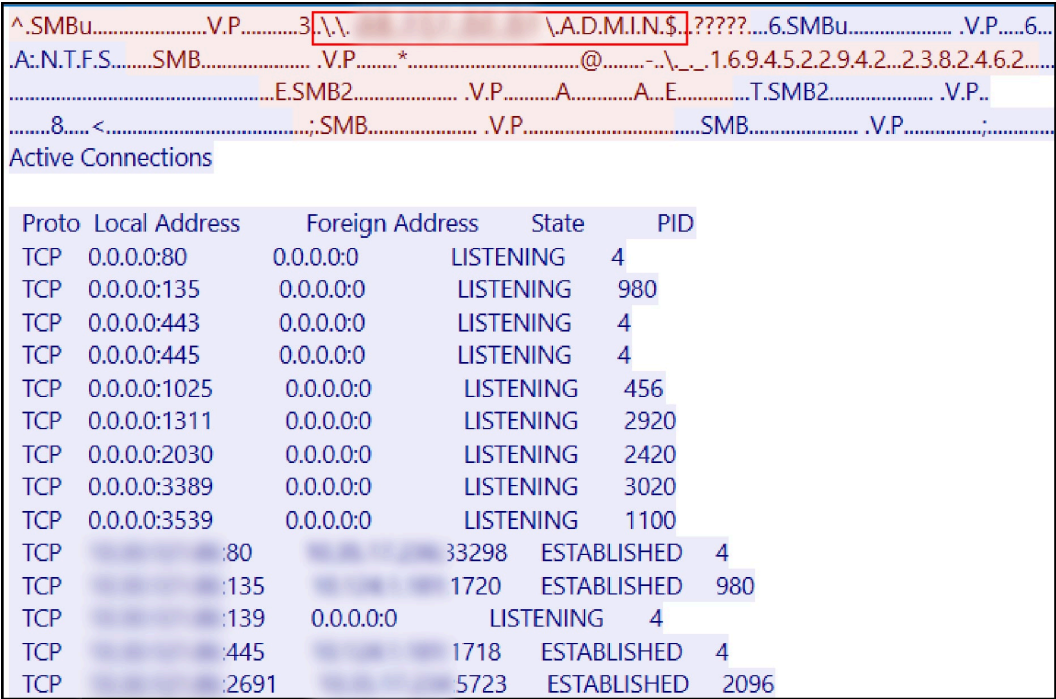 ^.SMBu.......................V.P...........3..\.\. \.A.D.M.I.N.$...?????....6.SMBu..................... .V.P.....6...
.A:.N.T.F.S.......SMB................. .V.P........*.......................................@........-..\._._.1.6.9.4.5.2.2.9.4.2...2.3.8.2.4.6.2......
..................................................E.SMB2................. .V.P.........A............A..E.............T.SMB2.................... .V.P..
.........8..... <.......................................;.SMB..................... .V.P..................................SMB..................... .V.P...............;.............
Active Connections
Proto Local Address Foreign Address State PID
TCP 0.0.0.0:80 0.0.0.0:0 LISTENING 4
TCP 0.0.0.0:135 0.0.0.0:0 LISTENING 980
TCP 0.0.0.0:443 0.0.0.0:0 LISTENING 4
TCP 0.0.0.0:445 0.0.0.0:0 LISTENING 4
TCP 0.0.0.0:1025 0.0.0.0:0 LISTENING 456
TCP 0.0.0.0:1311 0.0.0.0:0 LISTENING 2920
TCP 0.0.0.0:2030 0.0.0.0:0 LISTENING 2420
TCP 0.0.0.0:3389 0.0.0.0:0 LISTENING 3020
TCP 0.0.0.0:3539 0.0.0.0:0 LISTENING 1100
TCP :80 33298 ESTABLISHED 4
TCP :135 1720 ESTABLISHED 980
TCP :139 0.0.0.0:0 LISTENING 4
TCP :445 1718 ESTABLISHED 4
TCP :2691 5723 ESTABLISHED 2096